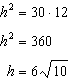 h² = 30 · 12
h² = 360
h = 6√10